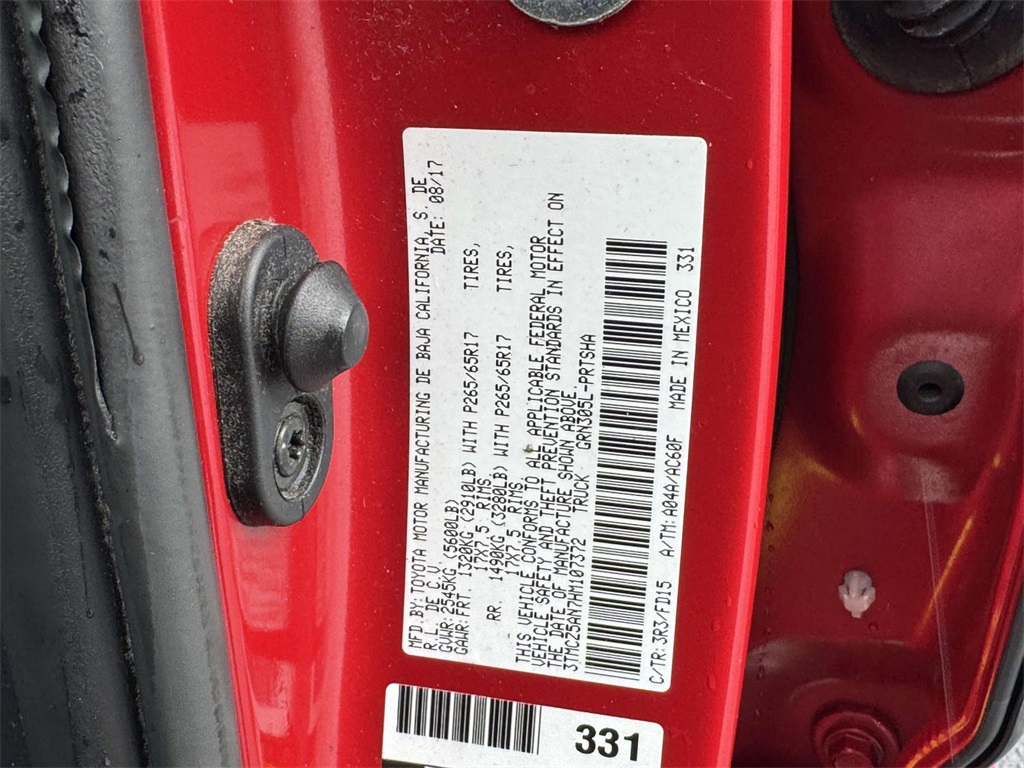 MFD.BY:TOYOTA MOTOR MANUFACTURING DE BAJA CALIFORNIA, S. DE
R.L. DE C.V. DATE: 08/17
GVWR:2545KG (5600LB)
GAWR:FRT. 1320KG (2910LB) WITH P265/65R17 TIRES,
17X7.5 RIMS,
RR. 1490KG (3280LB) WITH P265/65R17 TIRES,
17X7.5 RIMS
THIS VEHICLE CONFORMS TO ALL APPLICABLE FEDERAL MOTOR
VEHICLE SAFETY AND THEFT PREVENTION STANDARDS IN EFFECT ON
THE DATE OF MANUFACTURE SHOWN ABOVE.
3TMCZ5AN7HM107372 TRUCK GRN305L-PRTSHA
C/TR:3R3/FD15 A/TM:A04A/AC60F MADE IN MEXICO 331
331